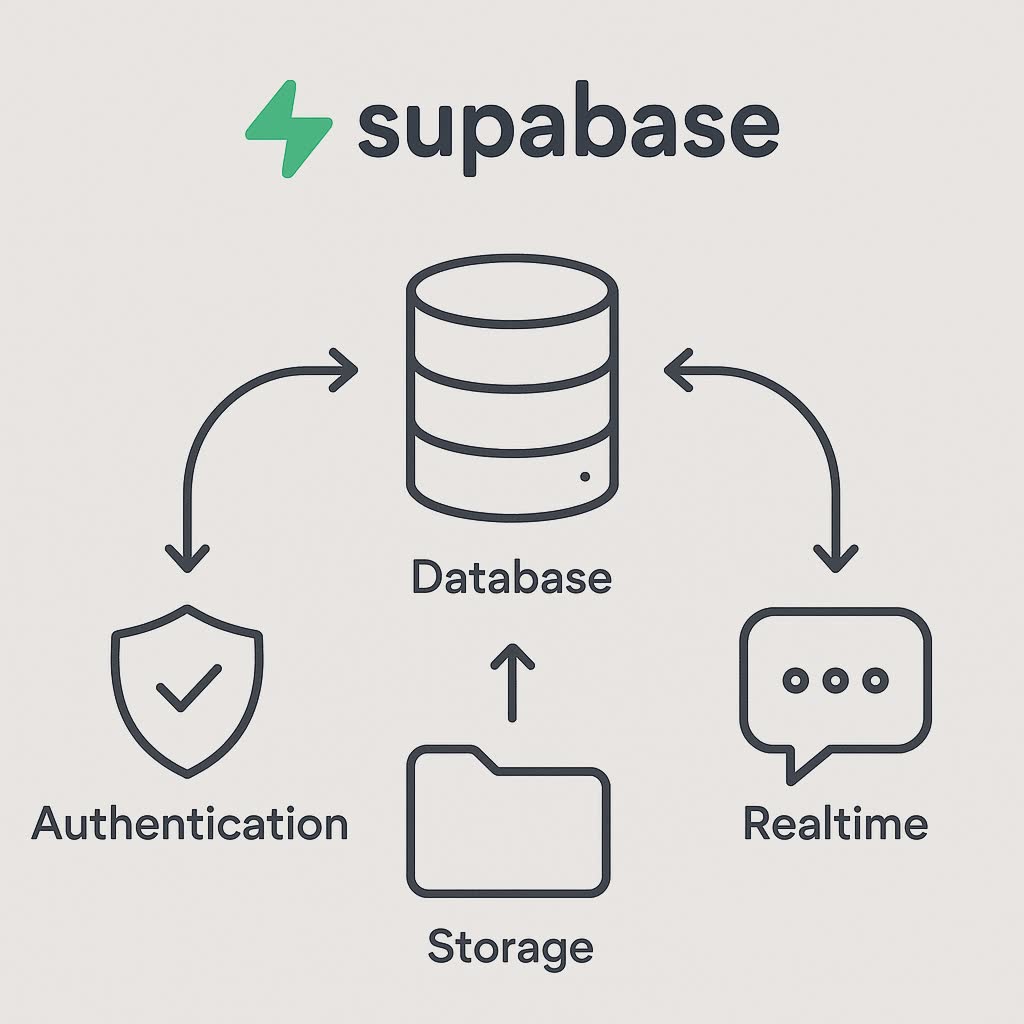 supabase
Database
Authentication
Realtime
Storage